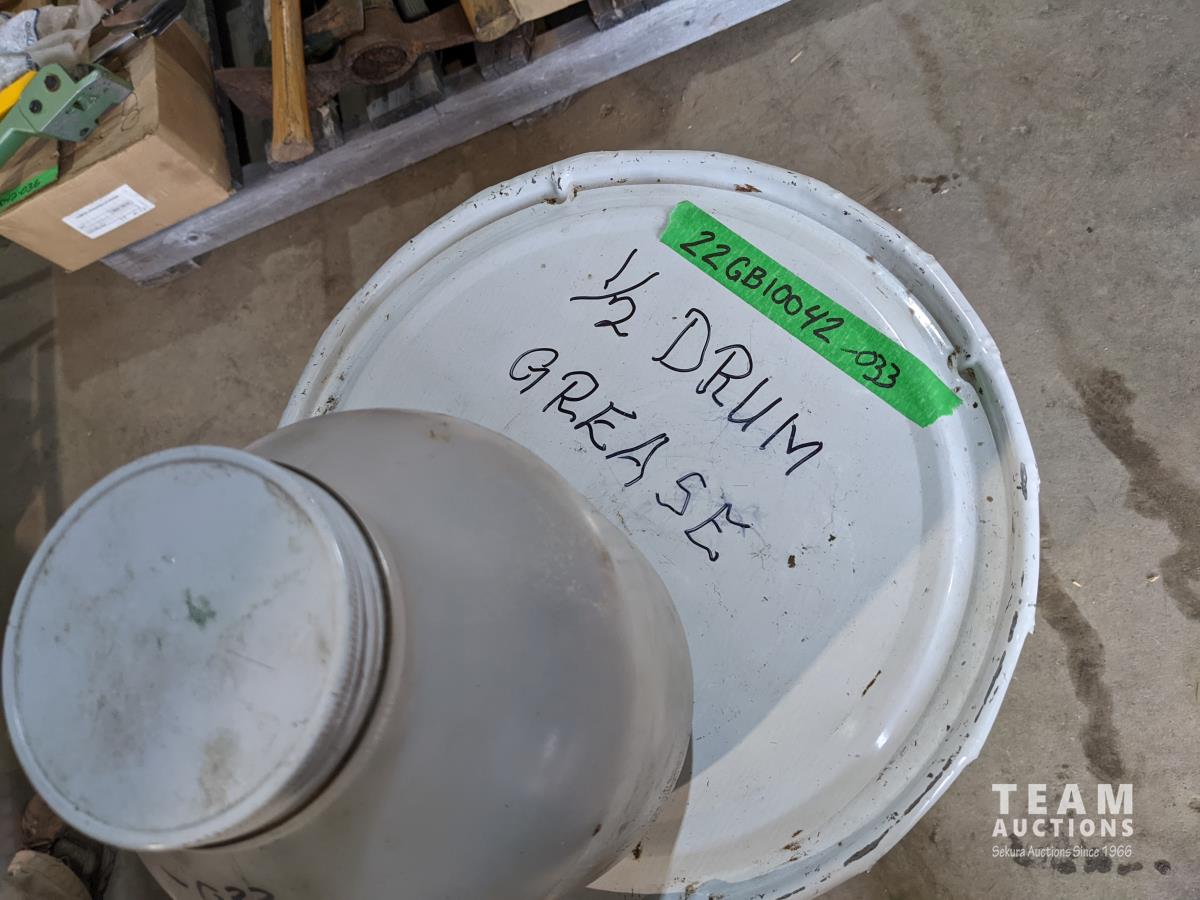 22GB10042-033
1/2 DRUM
GREASE
TEAM
AUCTIONS
Sekura Auctions Since 1966